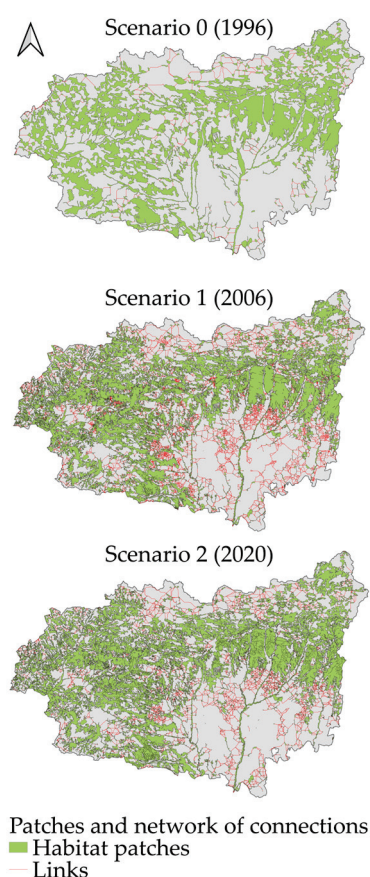 Scenario 0 (1996)
Scenario 1 (2006)
Scenario 2 (2020)
Patches and network of connections
Habitat patches
Links